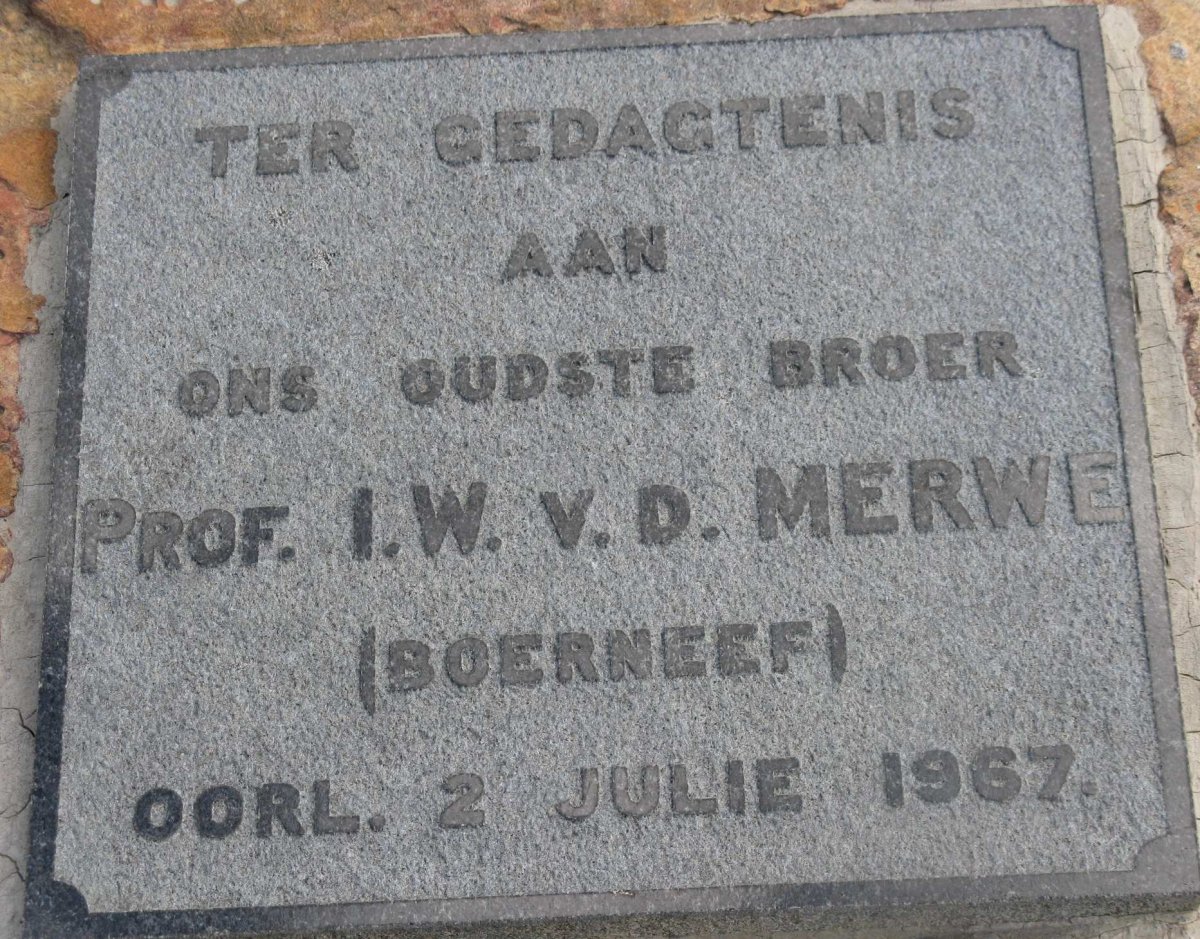 TER GEDAGTENIS
AAN
ONS OUDSTE BROER
PROF. I.W. V. D. MERWE
(BOERNEEF)
OORL. 2 JULIE 1967.